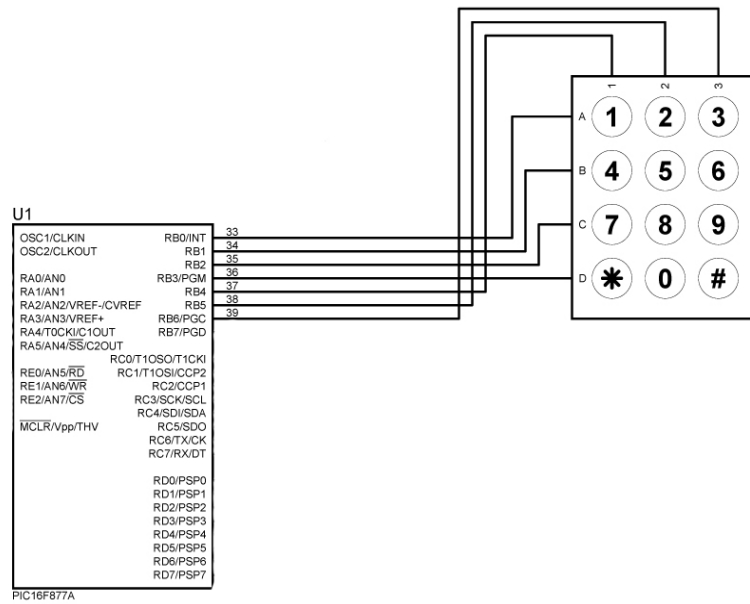 1 2 3
A 1 2 3
B 4 5 6
C 7 8 9
D * 0 #
U1
OSC1/CLKIN RB0/INT 33
OSC2/CLKOUT RB1 34
RB2 35
RA0/AN0 RB3/PGM 36
RA1/AN1 RB4 37
RA2/AN2/VREF-/CVREF RB5 38
RA3/AN3/VREF+ RB6/PGC 39
RA4/T0CKI/C1OUT RB7/PGD
RA5/AN4/SS/C2OUT
RC0/T1OSO/T1CKI
RE0/AN5/RD RC1/T1OSI/CCP2
RE1/AN6/WR RC2/CCP1
RE2/AN7/CS RC3/SCK/SCL
RC4/SDI/SDA
MCLR/Vpp/THV RC5/SDO
RC6/TX/CK
RC7/RX/DT
RD0/PSP0
RD1/PSP1
RD2/PSP2
RD3/PSP3
RD4/PSP4
RD5/PSP5
RD6/PSP6
RD7/PSP7
PIC16F877A